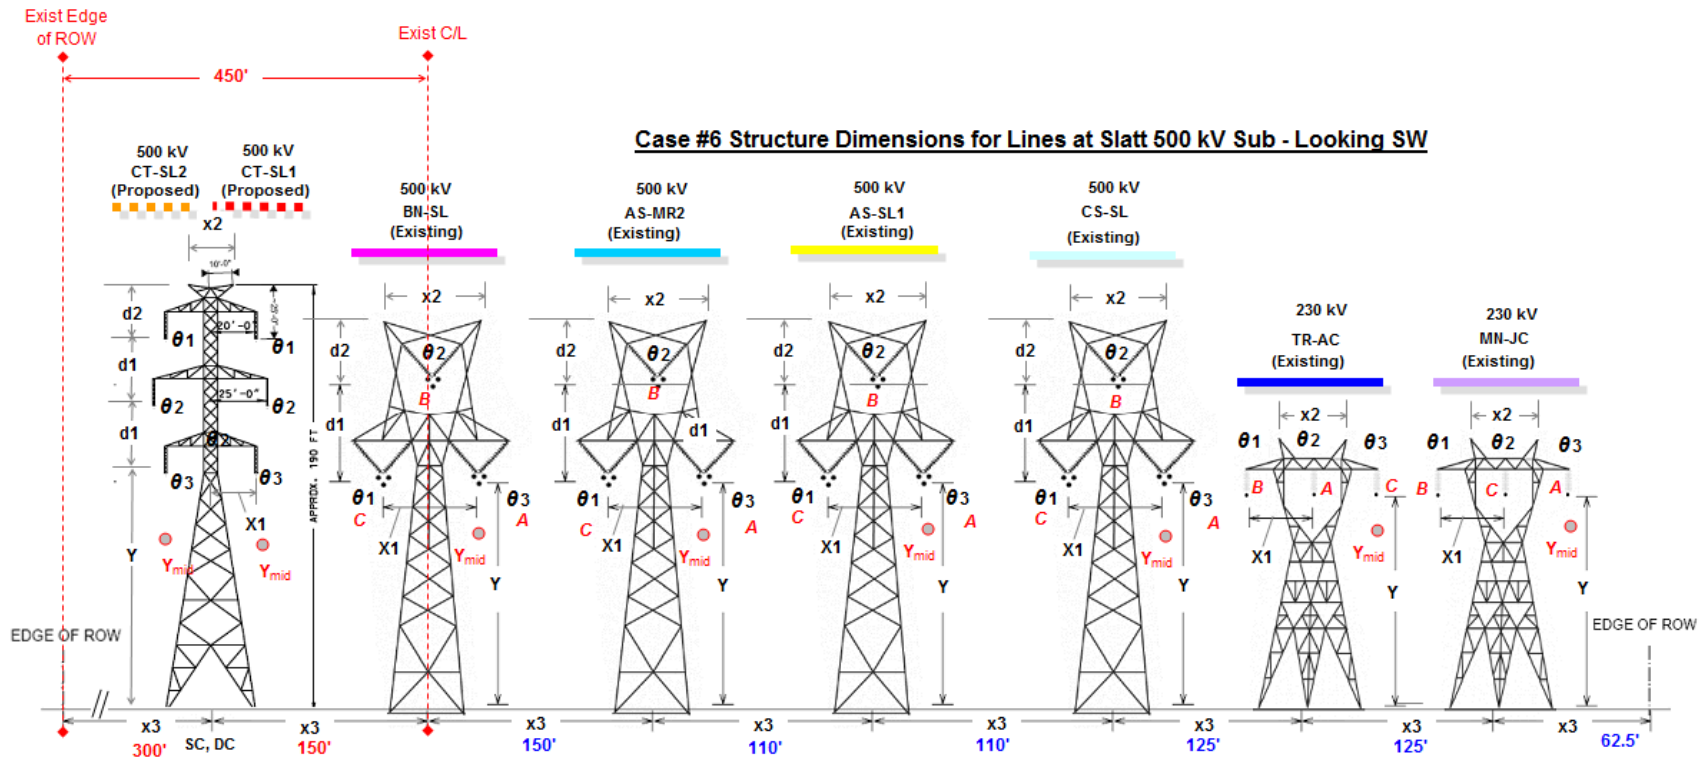 Exist Edge
of ROW
Exist C/L
450'
Case #6 Structure Dimensions for Lines at Slatt 500 kV Sub - Looking SW
500 kV
CT-SL2
(Proposed)
500 kV
CT-SL1
(Proposed)
500 kV
BN-SL
(Existing)
500 kV
AS-MR2
(Existing)
500 kV
AS-SL1
(Existing)
500 kV
CS-SL
(Existing)
230 kV
TR-AC
(Existing)
230 kV
MN-JC
(Existing)
x2
10'-0"
d2
20'-0"
θ1
θ1
d1
25'-0"
θ2
θ2
d1
θ2
θ3
θ3
X1
Y
Ymid
Ymid
APPROX. 190 FT
x2
d2
θ2
B
d1
θ1
θ3
C
A
X1
Ymid
Y
x2
d2
θ2
B
d1
d1
θ1
θ3
C
A
X1
Ymid
Y
x2
d2
θ2
B
d1
θ1
θ3
C
A
X1
Ymid
Y
x2
d2
θ2
B
d1
θ1
θ3
C
A
X1
Ymid
Y
x2
θ1
θ2
θ3
B
A
C
X1
Ymid
Y
x2
θ1
θ2
θ3
B
C
A
X1
Ymid
Y
EDGE OF ROW
EDGE OF ROW
x3
x3
x3
x3
x3
x3
x3
x3
300'
SC, DC
150'
150'
110'
110'
125'
125'
62.5'